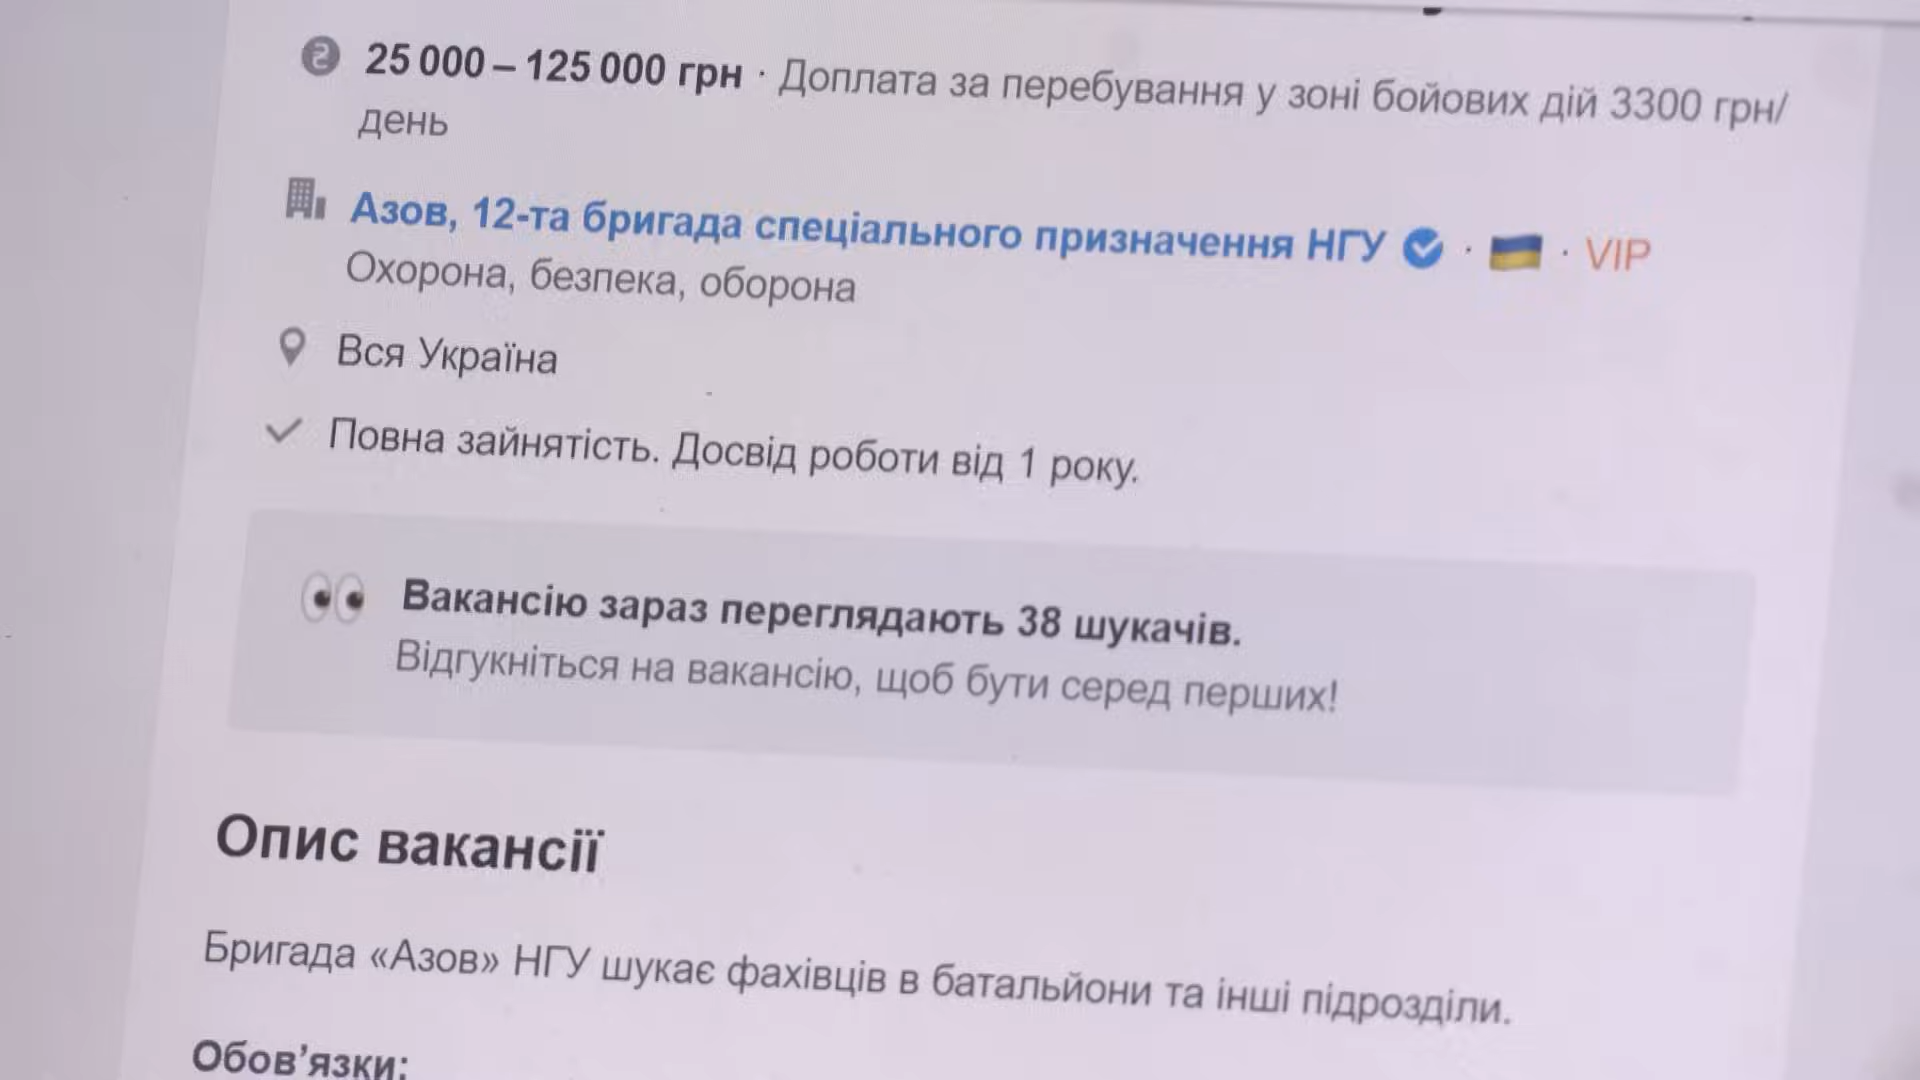 25 000 – 125 000 грн · Доплата за перебування у зоні бойових дій 3300 грн/
день
Азов, 12-та бригада спеціального призначення НГУ · · VIP
Охорона, безпека, оборона
Вся Україна
Повна зайнятість. Досвід роботи від 1 року.
Вакансію зараз переглядають 38 шукачів.
Відгукніться на вакансію, щоб бути серед перших!
Опис вакансії
Бригада «Азов» НГУ шукає фахівців в батальйони та інші підрозділи.
Обов’язки: